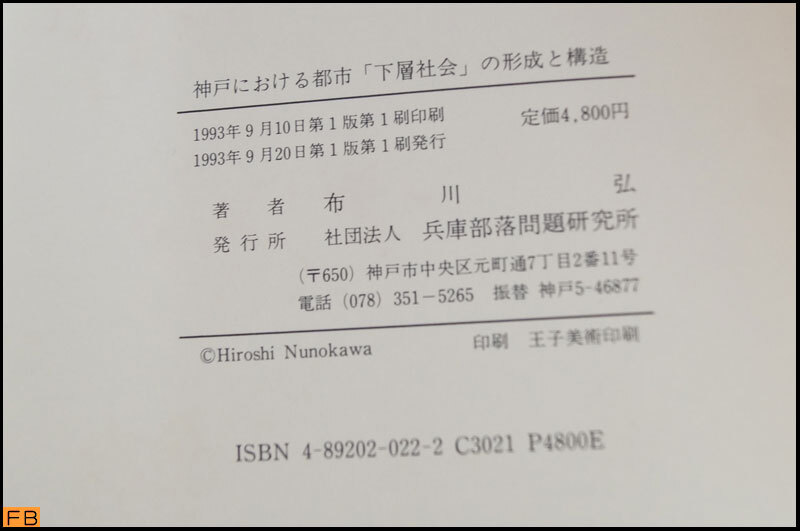 神戸における都市「下層社会」の形成と構造
1993年9月10日第1版第1刷印刷 定価4,800円
1993年9月20日第1版第1刷発行
著者 布川弘
発行所 社団法人 兵庫部落問題研究所
(〒650) 神戸市中央区元町通7丁目2番11号
電話 (078) 351-5265 振替 神戸5-46877
©Hiroshi Nunokawa 印刷 王子美術印刷
ISBN 4-89202-022-2 C3021 P4800E
FB